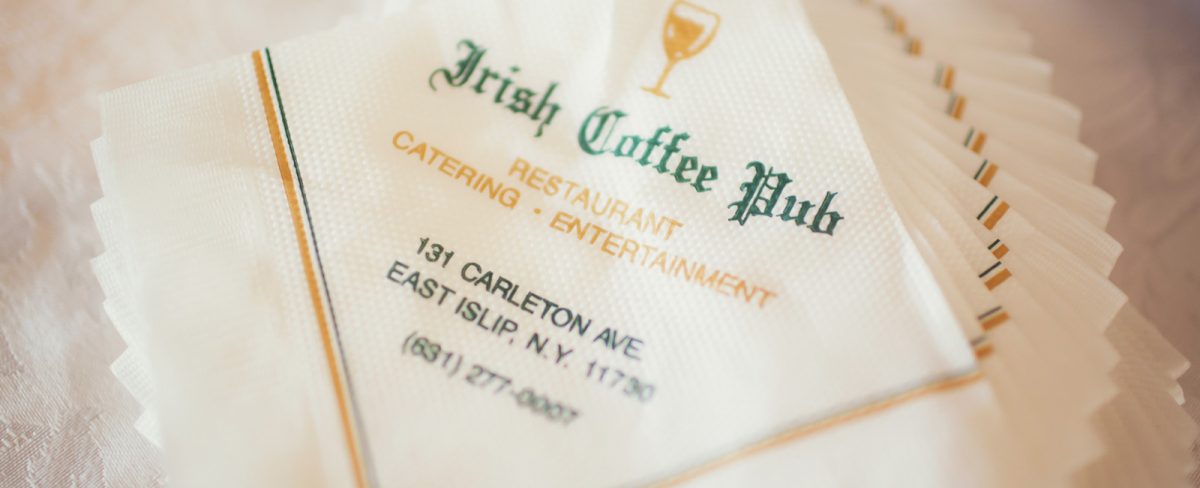 Irish Coffee Pub
RESTAURANT
CATERING • ENTERTAINMENT
131 CARLETON AVE
EAST ISLIP, N.Y. 11730
(631) 277-0007